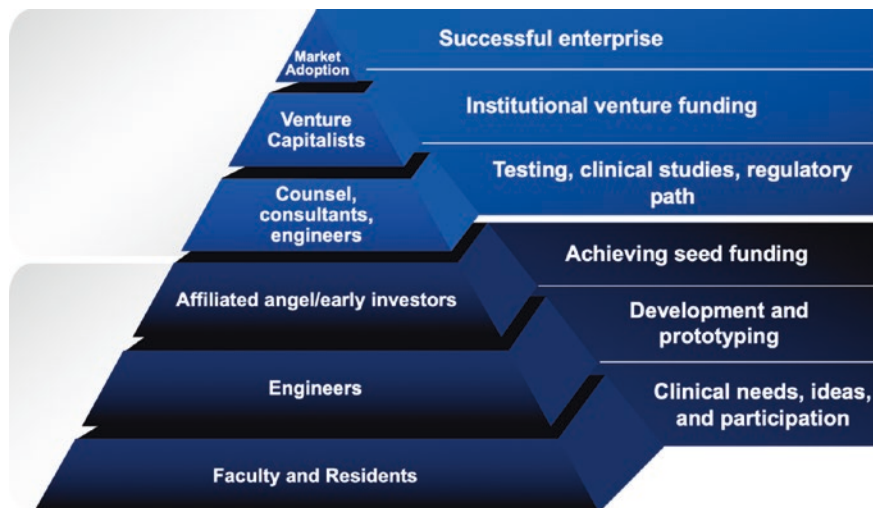 Market
Adoption
Successful enterprise
Venture
Capitalists
Institutional venture funding
Counsel,
consultants,
engineers
Testing, clinical studies, regulatory
path
Affiliated angel/early investors
Achieving seed funding
Engineers
Development and
prototyping
Faculty and Residents
Clinical needs, ideas,
and participation